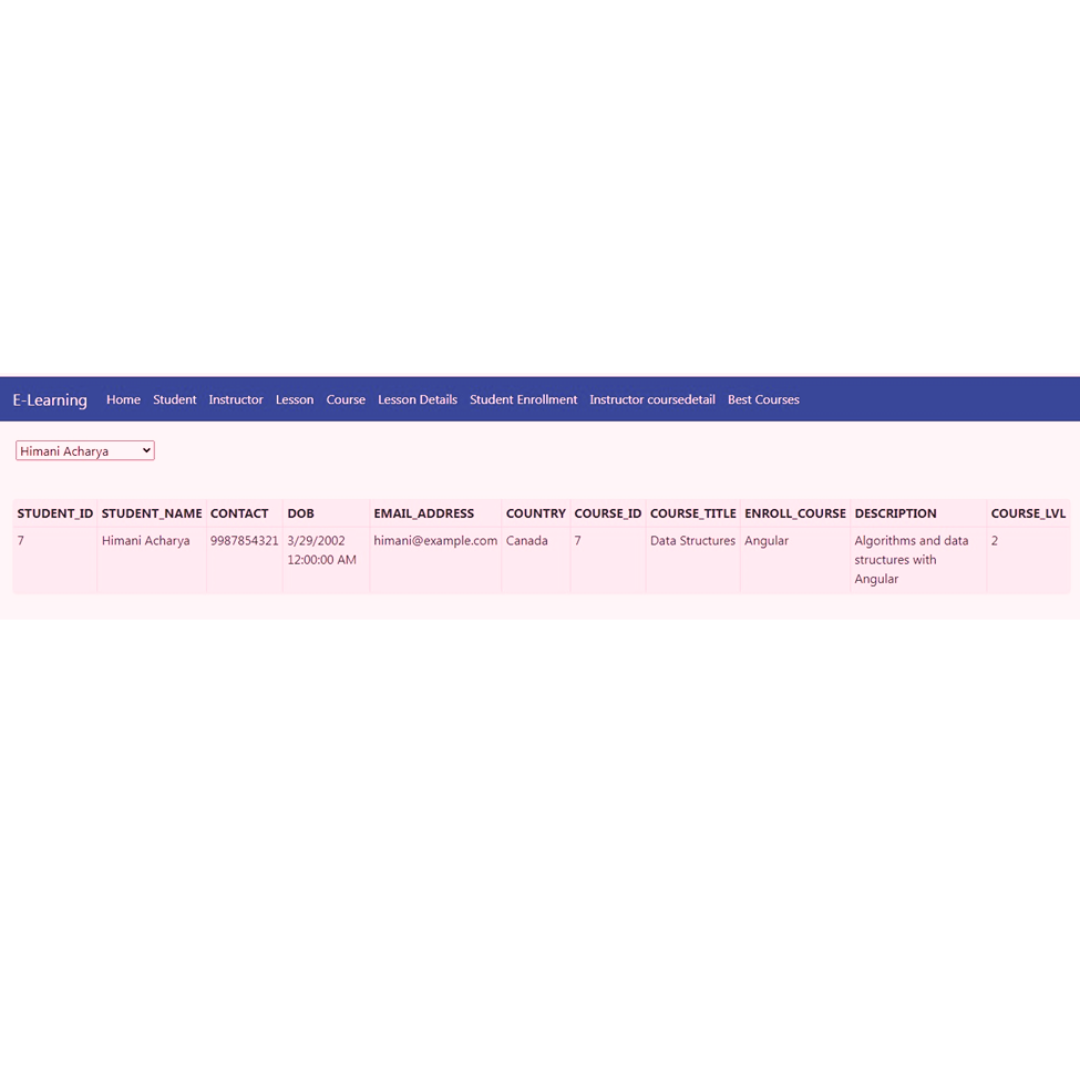 E-Learning Home Student Instructor Lesson Course Lesson Details Student Enrollment Instructor coursedetail Best Courses
Himani Acharya
STUDENT_ID STUDENT_NAME CONTACT DOB EMAIL_ADDRESS COUNTRY COURSE_ID COURSE_TITLE ENROLL_COURSE DESCRIPTION COURSE_LVL
7 Himani Acharya 9987854321 3/29/2002 himani@example.com Canada 7 Data Structures Angular Algorithms and data 2
12:00:00 AM structures with
Angular